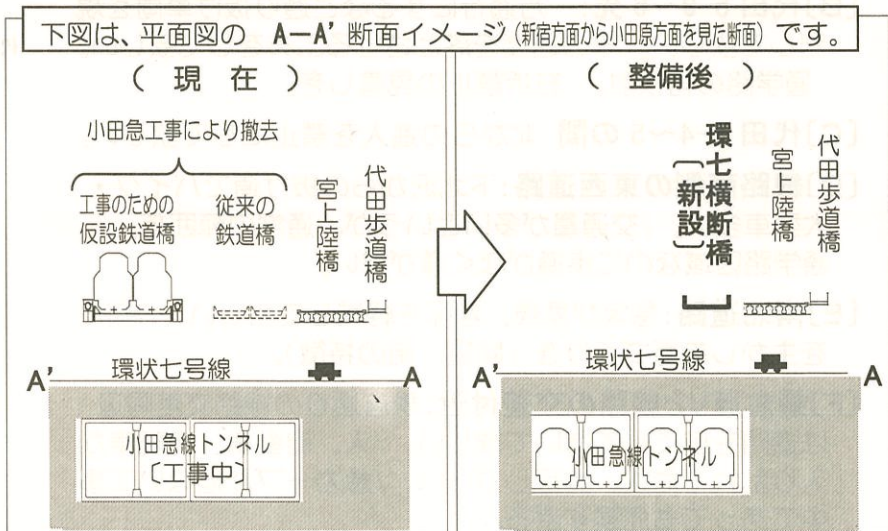 下図は、平面図の A－A' 断面イメージ (新宿方面から小田原方面を見た断面) です。
( 現 在 )
小田急工事により撤去
工事のための
仮設鉄道橋
従来の
鉄道橋
宮上陸橋
代田歩道橋
環状七号線
A'
A
小田急線トンネル
〔工事中〕
( 整備後 )
環七横断橋
〔新設〕
宮上陸橋
代田歩道橋
環状七号線
A'
A
小田急線トンネル